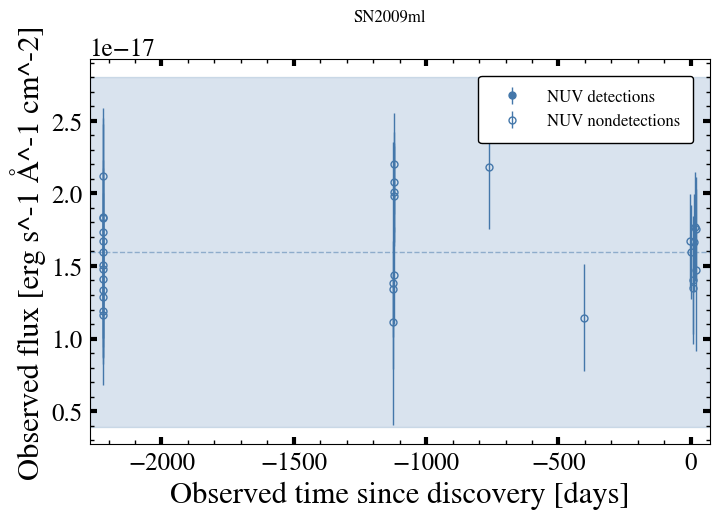 SN2009ml
1e−17
Observed flux [erg s^-1 Å^-1 cm^-2]
2.5
2.0
1.5
1.0
0.5
NUV detections
NUV nondetections
−2000
−1500
−1000
−500
0
Observed time since discovery [days]